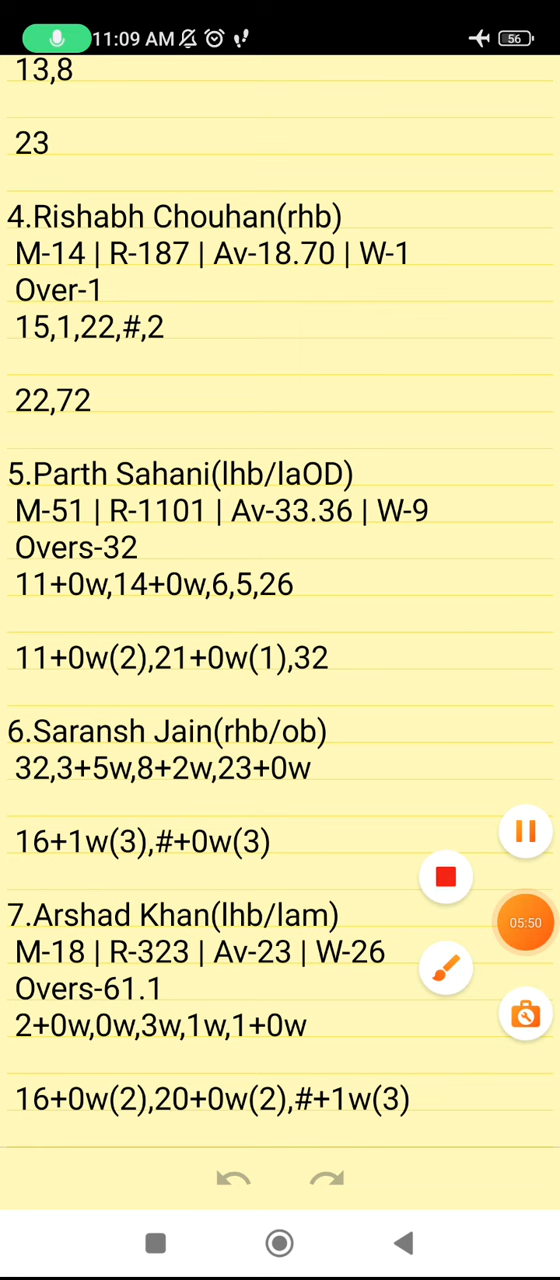 11:09 AM
56
13,8
23
4.Rishabh Chouhan(rhb)
M-14 | R-187 | Av-18.70 | W-1
Over-1
15,1,22,#,2
22,72
5.Parth Sahani(lhb/laOD)
M-51 | R-1101 | Av-33.36 | W-9
Overs-32
11+0w,14+0w,6,5,26
11+0w(2),21+0w(1),32
6.Saransh Jain(rhb/ob)
32,3+5w,8+2w,23+0w
16+1w(3),#+0w(3)
7.Arshad Khan(lhb/lam)
M-18 | R-323 | Av-23 | W-26
Overs-61.1
2+0w,0w,3w,1w,1+0w
16+0w(2),20+0w(2),#+1w(3)
05:50